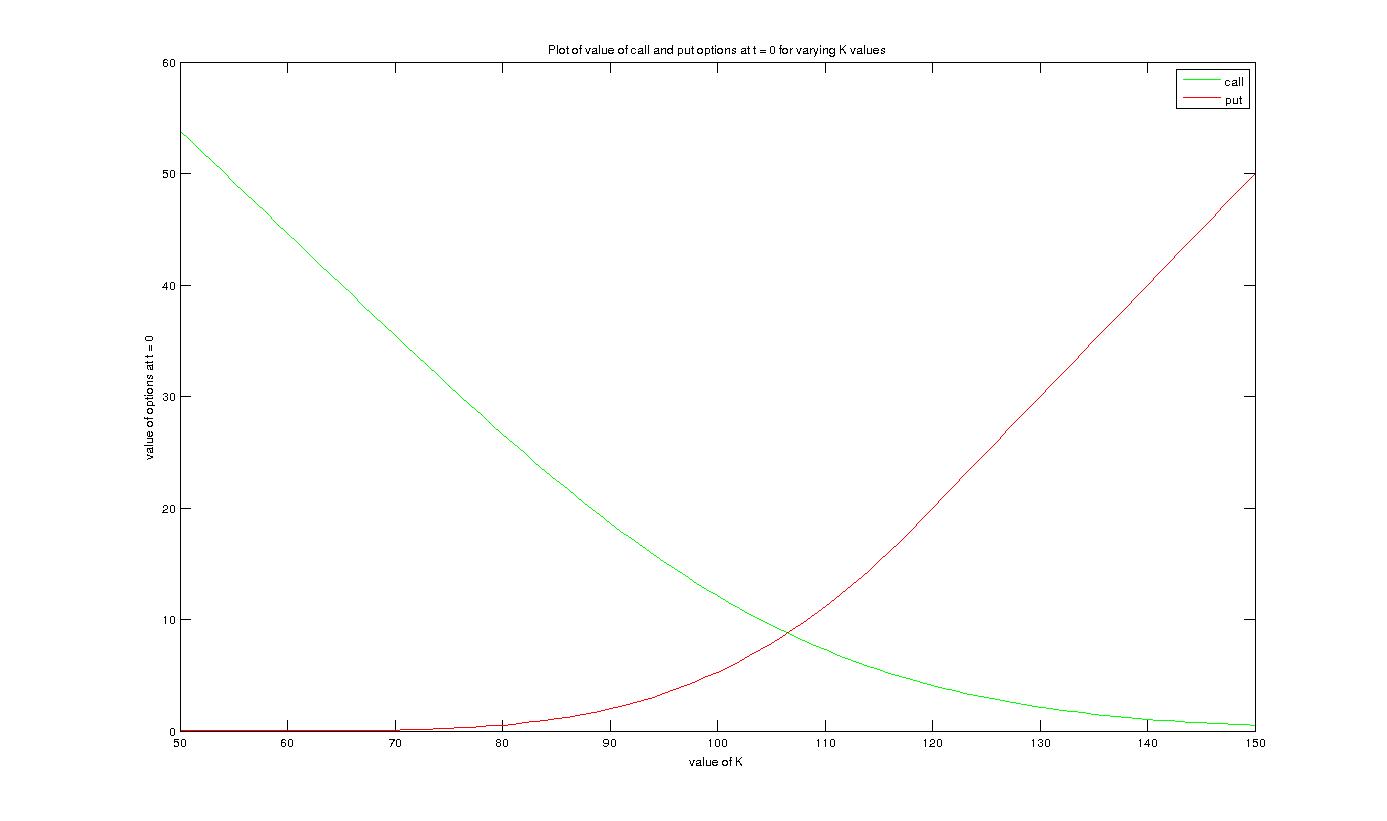 Plot of value of call and put options at t = 0 for varying K values
60
call
put
50
40
30
20
10
0
value of options at t = 0
50 60 70 80 90 100 110 120 130 140 150
value of K